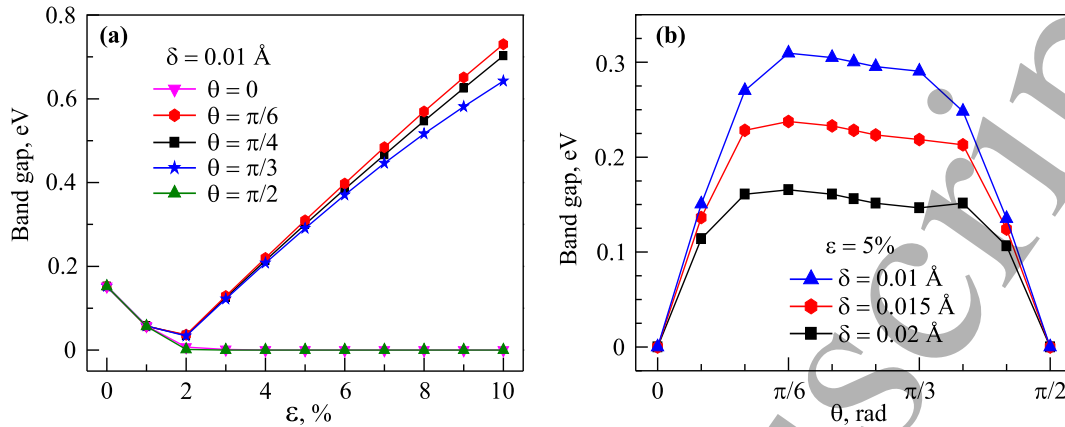 (a)
δ = 0.01 Å
θ = 0
θ = π/6
θ = π/4
θ = π/3
θ = π/2
Band gap, eV
0.8
0.6
0.4
0.2
0
0 2 4 6 8 10
ε, %
(b)
Band gap, eV
0.3
0.2
0.1
0
ε = 5%
δ = 0.01 Å
δ = 0.015 Å
δ = 0.02 Å
0 π/6 π/3 π/2
θ, rad
scrip